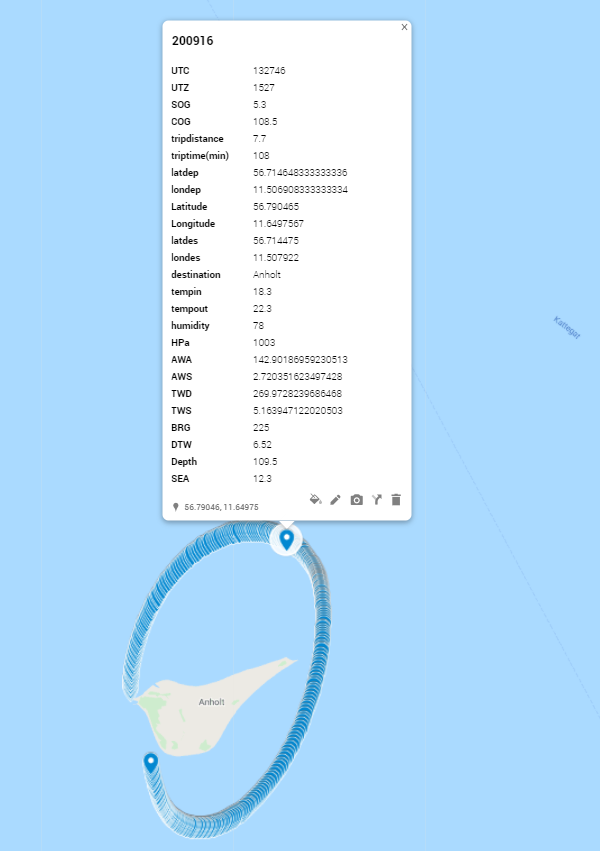 X
200916
UTC 132746
UTZ 1527
SOG 5.3
COG 108.5
tripdistance 7.7
triptime(min) 108
latdep 56.714648333333336
londep 11.506908333333334
Latitude 56.790465
Longitude 11.6497567
latdes 56.714475
londes 11.507922
destination Anholt
tempin 18.3
tempout 22.3
humidity 78
HPa 1003
AWA 142.90186959230513
AWS 2.720351623497428
TWD 269.9728239686468
TWS 5.163947122020503
BRG 225
DTW 6.52
Depth 109.5
SEA 12.3
56.79046, 11.64975
Kattegat
Anholt